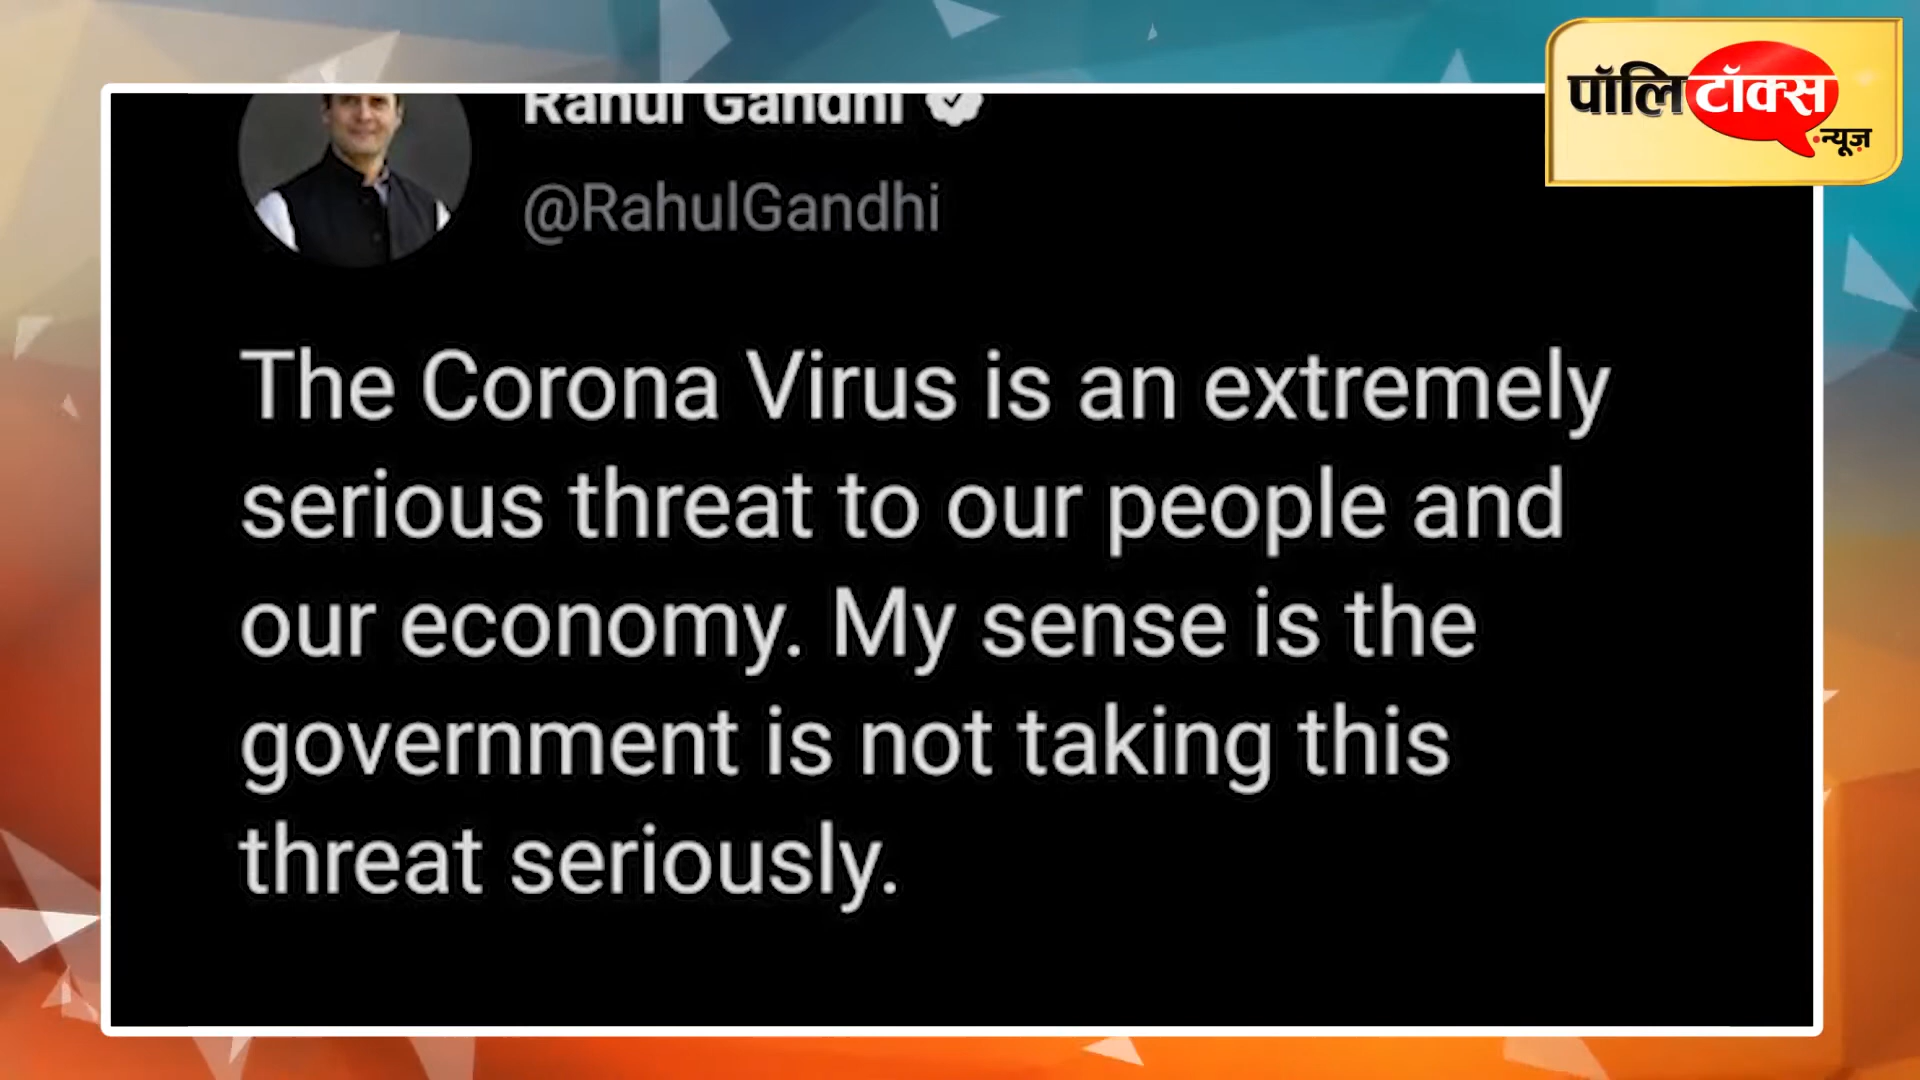 पॉलिटॉक्स
न्यूज़
Rahul Gandhi
@RahulGandhi
The Corona Virus is an extremely
serious threat to our people and
our economy. My sense is the
government is not taking this
threat seriously.